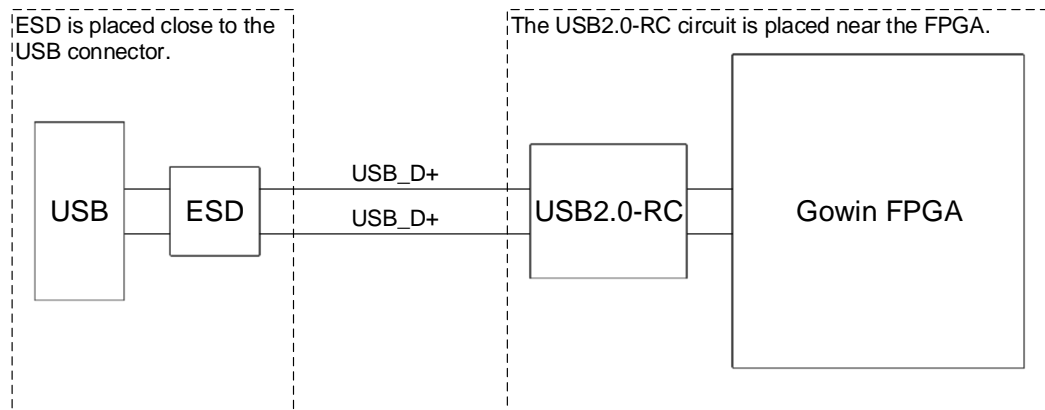 ESD is placed close to the
USB connector.
The USB2.0-RC circuit is placed near the FPGA.
USB
ESD
USB_D+
USB_D+
USB2.0-RC
Gowin FPGA